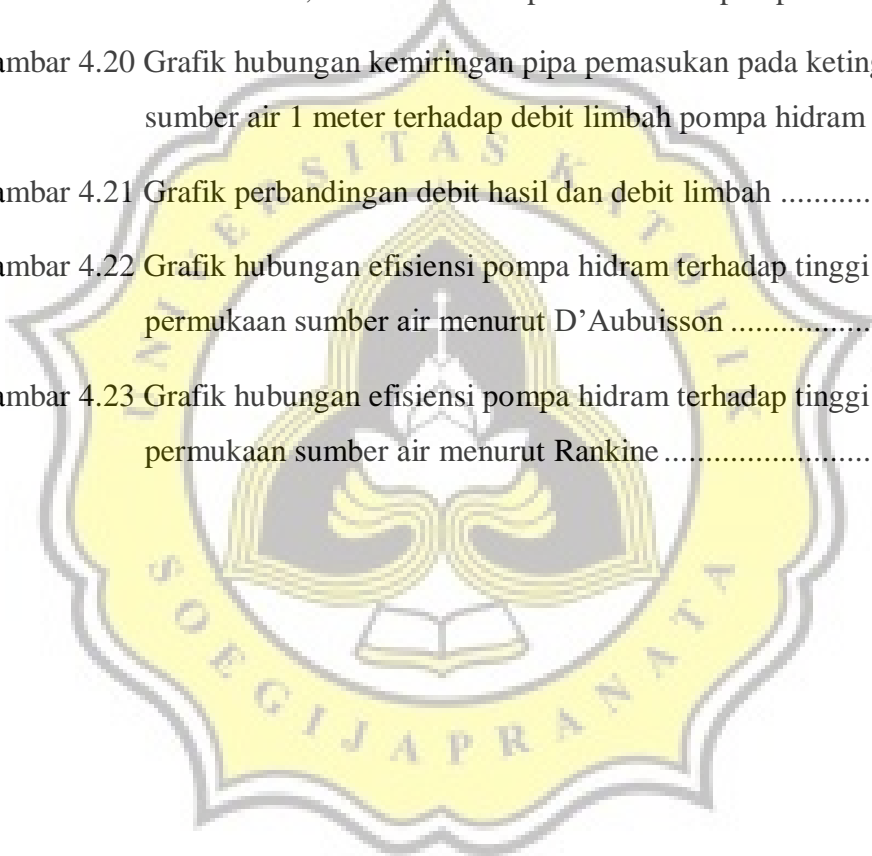 ambar 4.20 Grafik hubungan kemiringan pipa pemasukan pada keting
sumber air 1 meter terhadap debit limbah pompa hidram
ambar 4.21 Grafik perbandingan debit hasil dan debit limbah ...........
ambar 4.22 Grafik hubungan efisiensi pompa hidram terhadap tinggi
permukaan sumber air menurut D’Aubuisson .................
ambar 4.23 Grafik hubungan efisiensi pompa hidram terhadap tinggi
permukaan sumber air menurut Rankine .........................
UNIVERSITAS KATOLIK
SOEGIJAPRANATA